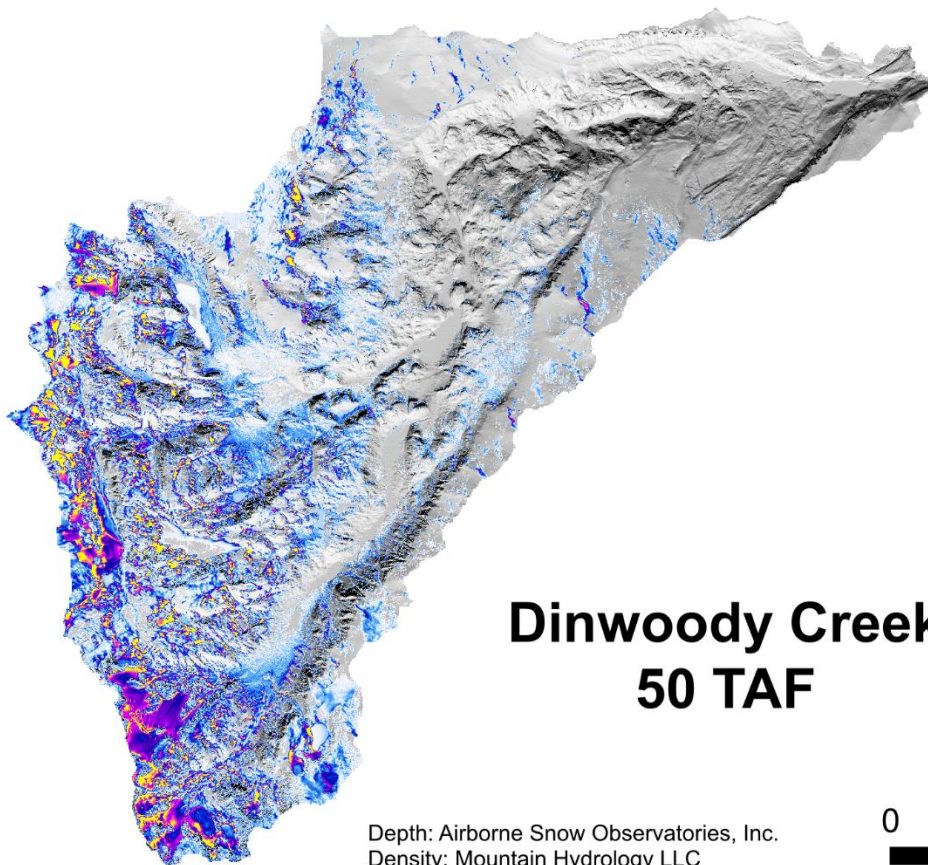 Dinwoody Creek
50 TAF
Depth: Airborne Snow Observatories, Inc.
Density: Mountain Hydrology LLC
0